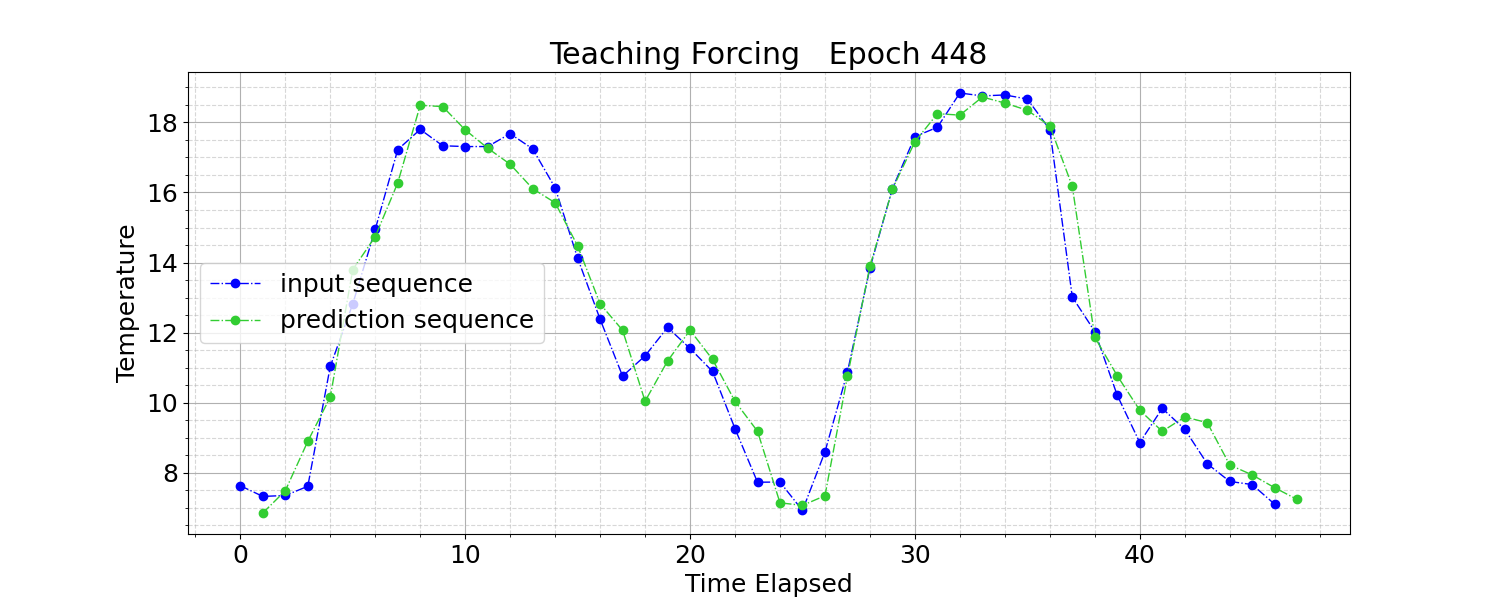 Teaching Forcing   Epoch 448
18
16
14
12
10
8
Temperature
input sequence
prediction sequence
0 10 20 30 40
Time Elapsed